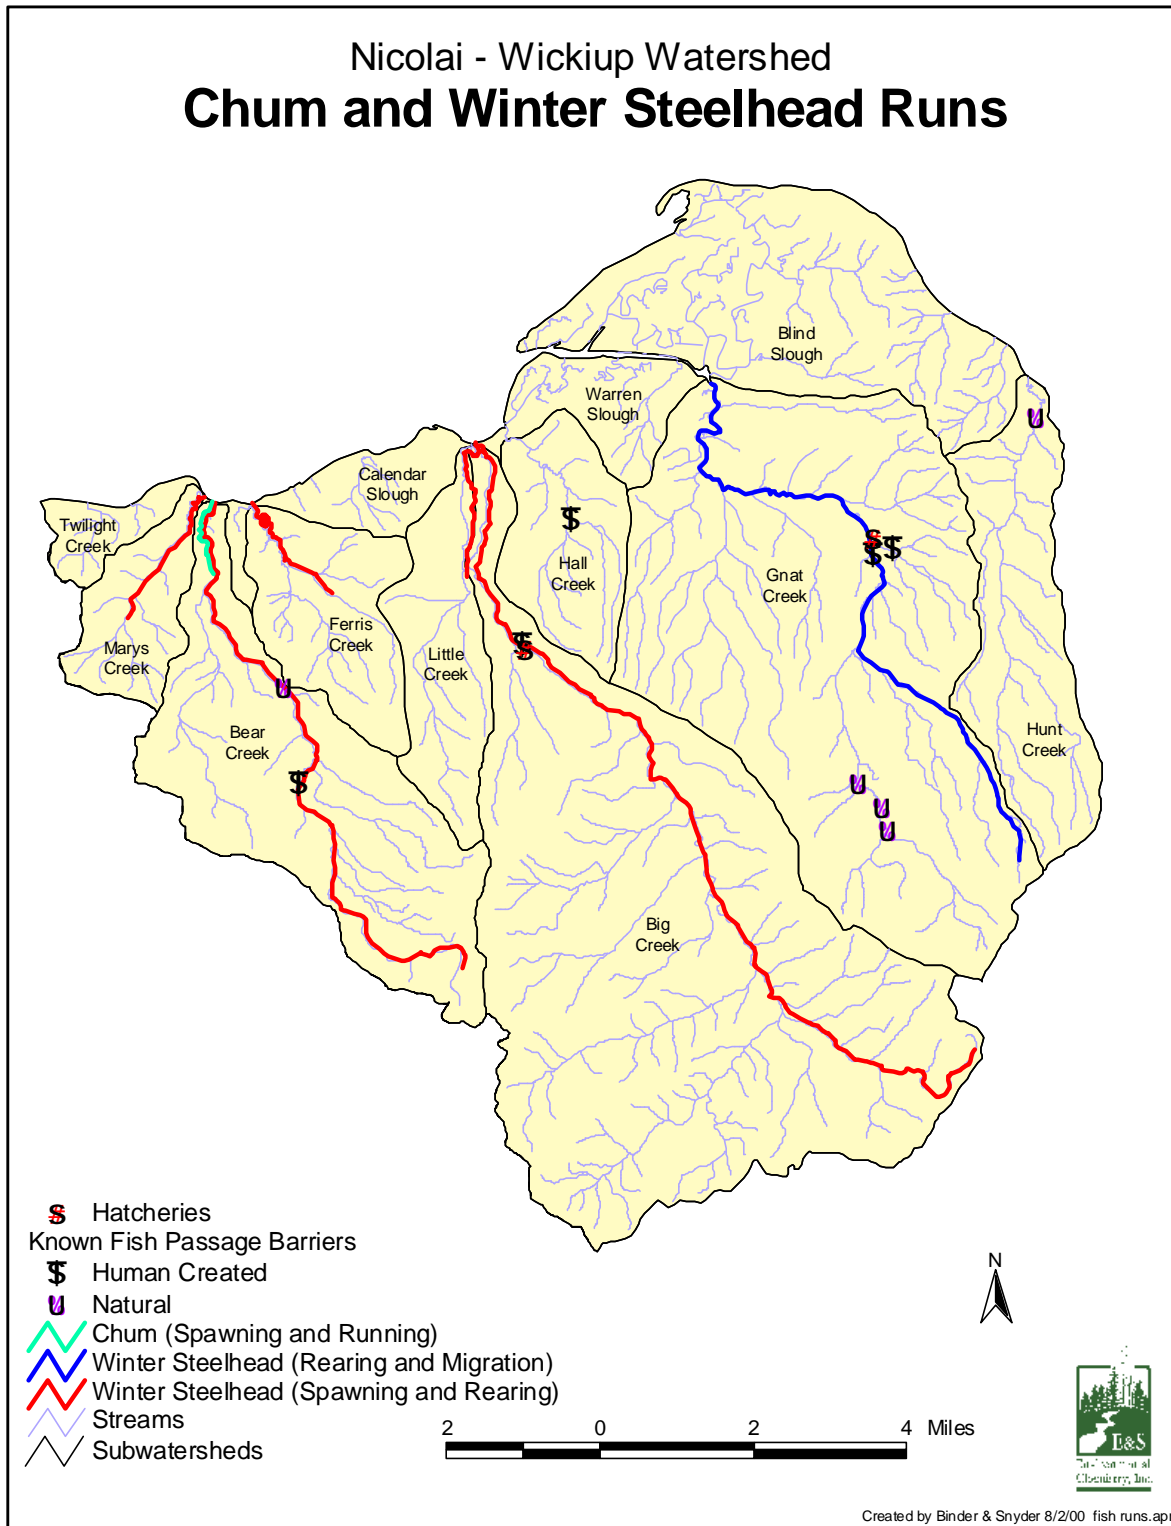 Nicolai - Wickiup Watershed
Chum and Winter Steelhead Runs
Blind
Slough
Warren
Slough
Calendar
Slough
Twilight
Creek
Hall
Creek
Gnat
Creek
Marys
Creek
Ferris
Creek
Little
Creek
Bear
Creek
Hunt
Creek
Big
Creek
Hatcheries
Known Fish Passage Barriers
Human Created
Natural
Chum (Spawning and Running)
Winter Steelhead (Rearing and Migration)
Winter Steelhead (Spawning and Rearing)
Streams
Subwatersheds
N
2 0 2 4 Miles
E&S
Chemistry, Inc.
Created by Binder & Snyder 8/2/00 fish runs.apr